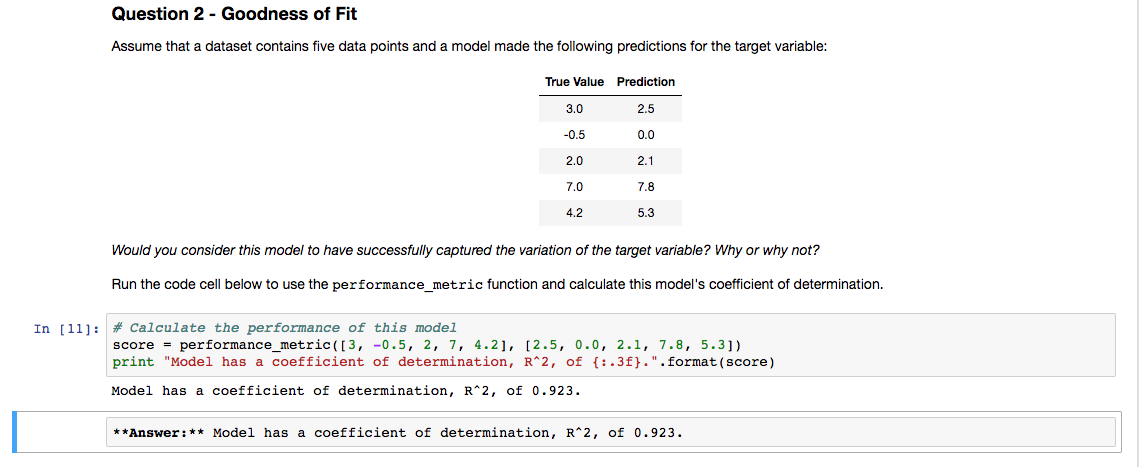 Question 2 - Goodness of Fit
Assume that a dataset contains five data points and a model made the following predictions for the target variable:
True Value Prediction
3.0 2.5
-0.5 0.0
2.0 2.1
7.0 7.8
4.2 5.3
Would you consider this model to have successfully captured the variation of the target variable? Why or why not?
Run the code cell below to use the performance_metric function and calculate this model's coefficient of determination.
In [11]: # Calculate the performance of this model
score = performance_metric([3, -0.5, 2, 7, 4.2], [2.5, 0.0, 2.1, 7.8, 5.3])
print "Model has a coefficient of determination, R^2, of {:.3f}.".format(score)
Model has a coefficient of determination, R^2, of 0.923.
**Answer:** Model has a coefficient of determination, R^2, of 0.923.